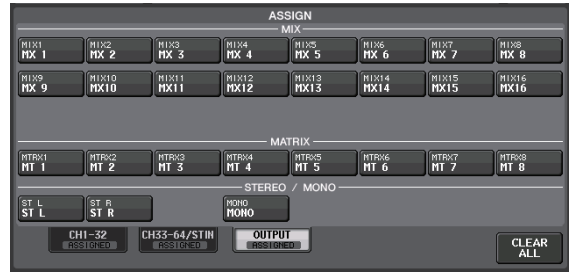 ASSIGN
MIX
MIX1 MIX2 MIX3 MIX4 MIX5 MIX6 MIX7 MIX8
MX 1 MX 2 MX 3 MX 4 MX 5 MX 6 MX 7 MX 8
MIX9 MIX10 MIX11 MIX12 MIX13 MIX14 MIX15 MIX16
MX 9 MX10 MX11 MX12 MX13 MX14 MX15 MX16
MATRIX
MTRX1 MTRX2 MTRX3 MTRX4 MTRX5 MTRX6 MTRX7 MTRX8
MT 1 MT 2 MT 3 MT 4 MT 5 MT 6 MT 7 MT 8
STEREO / MONO
ST L ST R MONO
ST L ST R MONO
CH1-32 CH33-64/STIN OUTPUT
ASSIGNED ASSIGNED ASSIGNED
CLEAR
ALL